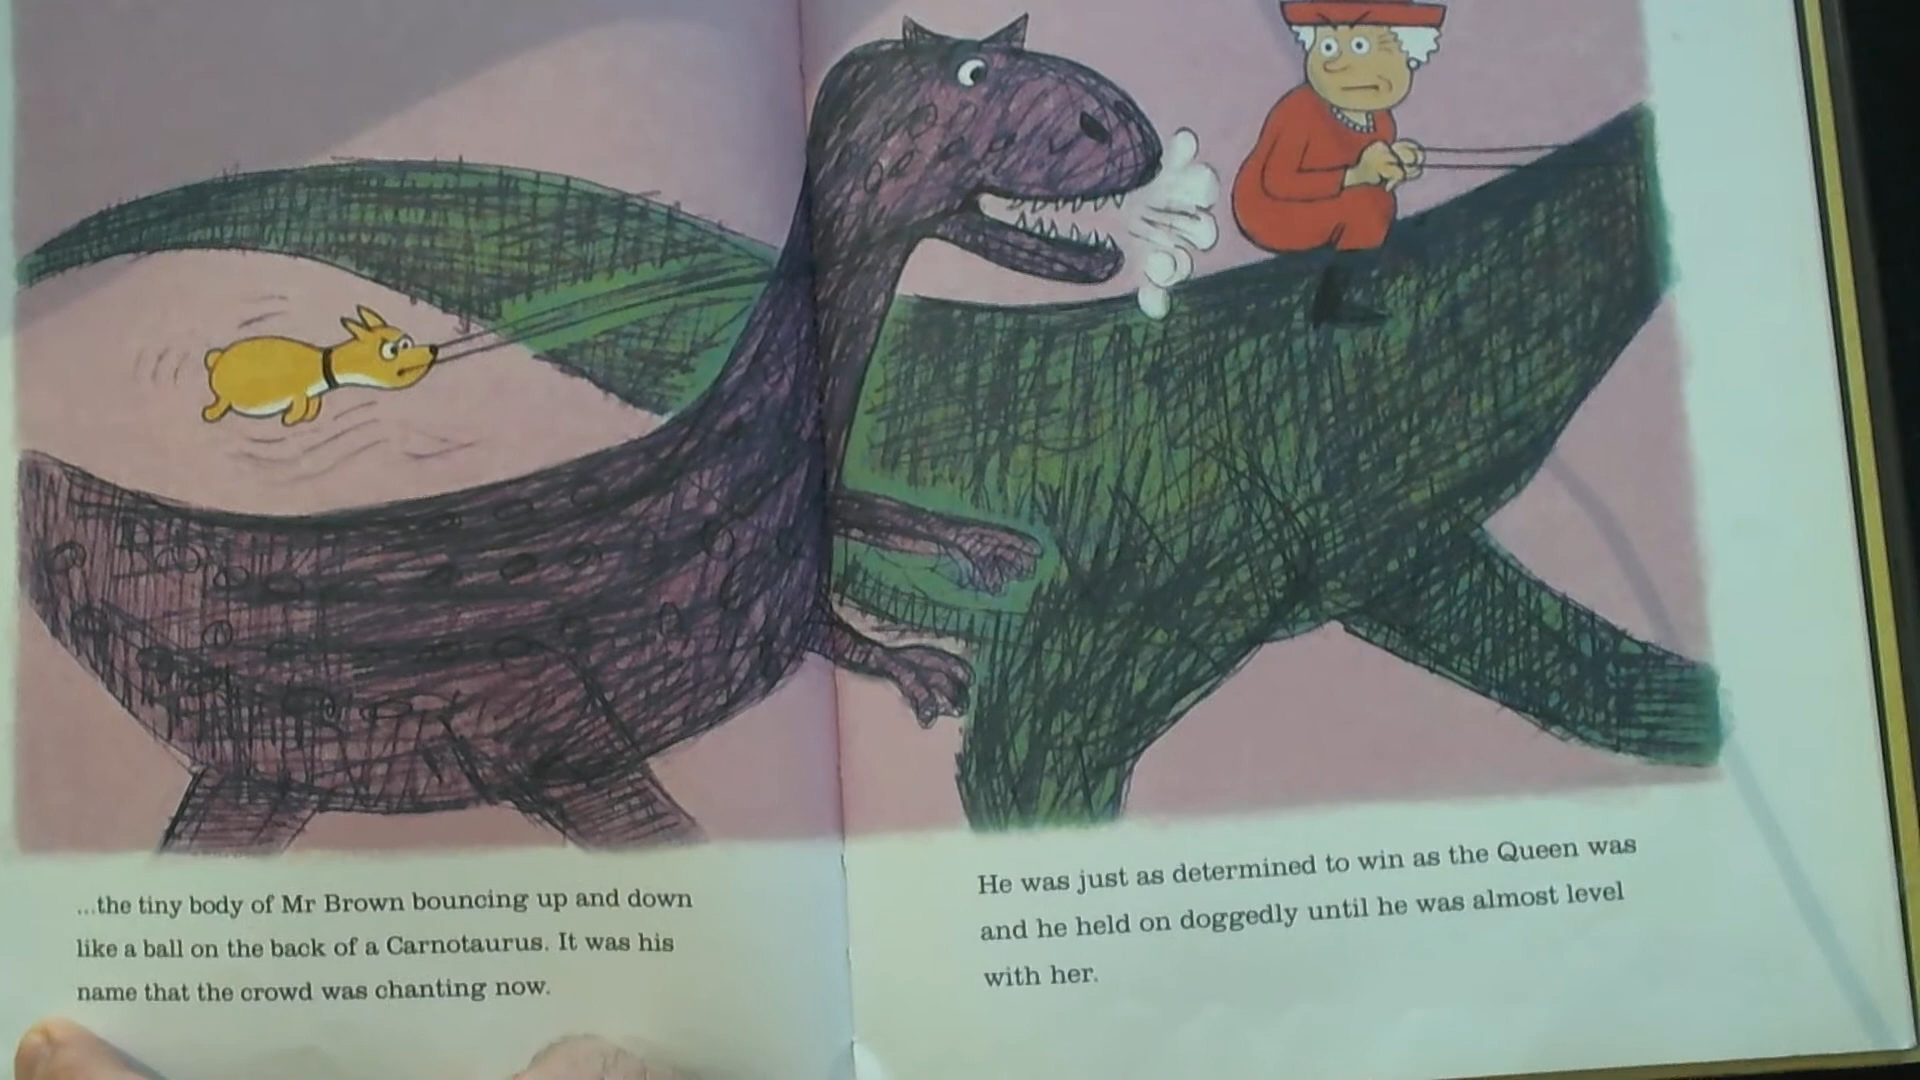 ...the tiny body of Mr Brown bouncing up and down
like a ball on the back of a Carnotaurus. It was his
name that the crowd was chanting now.
He was just as determined to win as the Queen was
and he held on doggedly until he was almost level
with her.